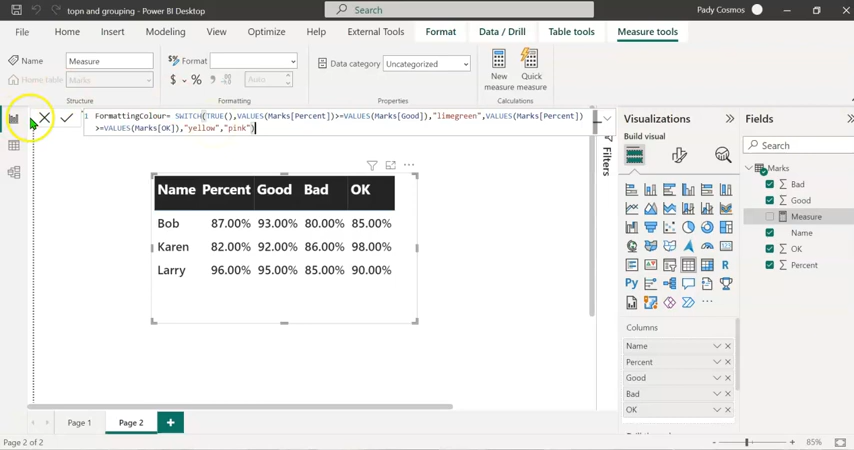 topn and grouping - Power BI Desktop
Search
Pady Cosmos
File Home Insert Modeling View Optimize Help External Tools Format Data / Drill Table tools Measure tools
Name Measure
Format
Data category Uncategorized
New measure
Quick measure
Home table Marks
$ % Auto
Structure Formatting Properties Calculations
1 FormattingColour= SWITCH(TRUE(),VALUES(Marks[Percent])>=VALUES(Marks[Good]),"limegreen",VALUES(Marks[Percent])
>=VALUES(Marks[OK]),"yellow","pink")
Name Percent Good Bad OK
Bob 87.00% 93.00% 80.00% 85.00%
Karen 82.00% 92.00% 86.00% 98.00%
Larry 96.00% 95.00% 85.00% 90.00%
Filters
Visualizations
Build visual
R
Py
Columns
Name
Percent
Good
Bad
OK
Fields
Search
Marks
Bad
Good
Measure
Name
OK
Percent
Page 1 Page 2
Page 2 of 2
85%